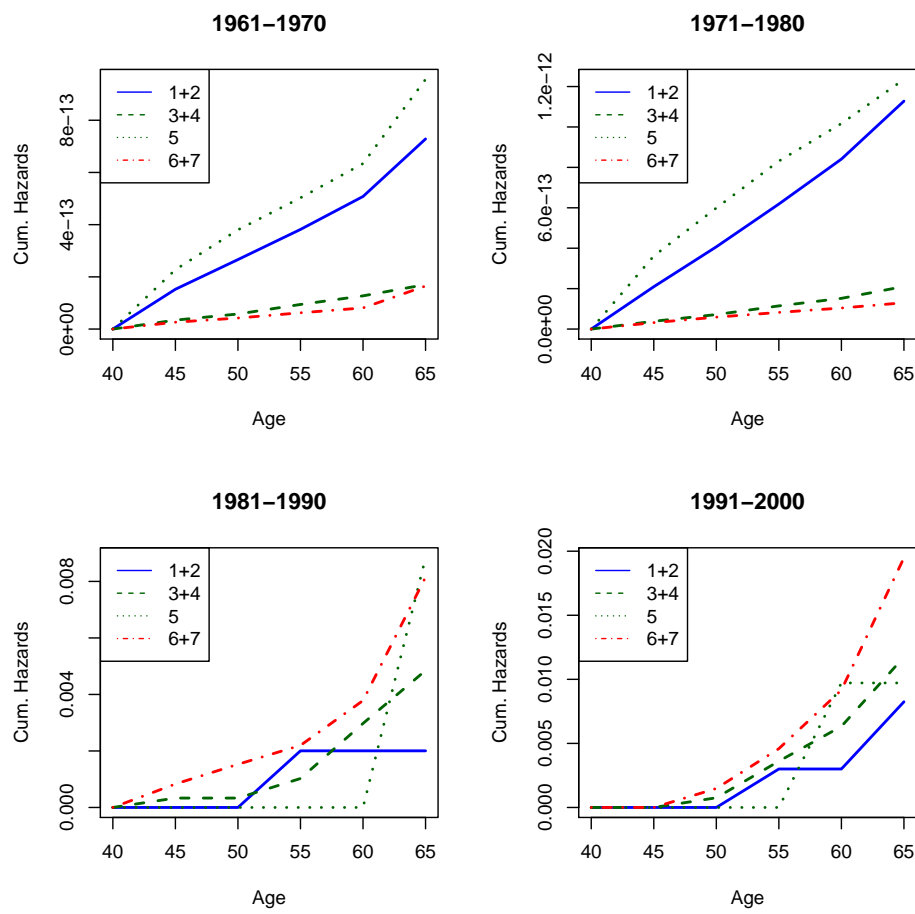 1961−1970
1+2
3+4
5
6+7
Cum. Hazards
0e+00
4e−13
8e−13
40 45 50 55 60 65
Age
1971−1980
1+2
3+4
5
6+7
Cum. Hazards
0.0e+00
6.0e−13
1.2e−12
40 45 50 55 60 65
Age
1981−1990
1+2
3+4
5
6+7
Cum. Hazards
0.000
0.004
0.008
40 45 50 55 60 65
Age
1991−2000
1+2
3+4
5
6+7
Cum. Hazards
0.000
0.005
0.010
0.015
0.020
40 45 50 55 60 65
Age